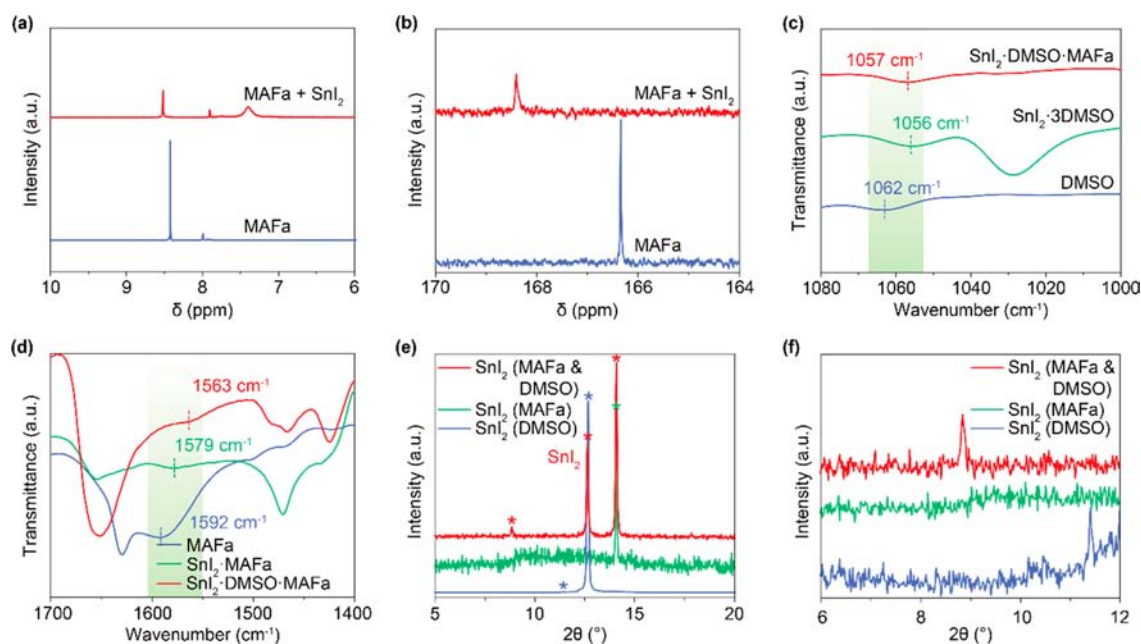 (a)
Intensity (a.u.)
MAFa + SnI₂
MAFa
10 9 8 7 6
δ (ppm)
(b)
Intensity (a.u.)
MAFa + SnI₂
MAFa
170 168 166 164
δ (ppm)
(c)
Transmittance (a.u.)
SnI₂·DMSO·MAFa
1057 cm⁻¹
SnI₂·3DMSO
1056 cm⁻¹
DMSO
1062 cm⁻¹
1080 1060 1040 1020 1000
Wavenumber (cm⁻¹)
(d)
Transmittance (a.u.)
1563 cm⁻¹
1579 cm⁻¹
1592 cm⁻¹
MAFa
SnI₂·MAFa
SnI₂·DMSO·MAFa
1700 1600 1500 1400
Wavenumber (cm⁻¹)
(e)
Intensity (a.u.)
SnI₂ (MAFa &
DMSO)
SnI₂ (MAFa)
SnI₂ (DMSO)
SnI₂
* * * * * *
5 10 15 20
2θ (°)
(f)
Intensity (a.u.)
SnI₂ (MAFa &
DMSO)
SnI₂ (MAFa)
SnI₂ (DMSO)
6 8 10 12
2θ (°)